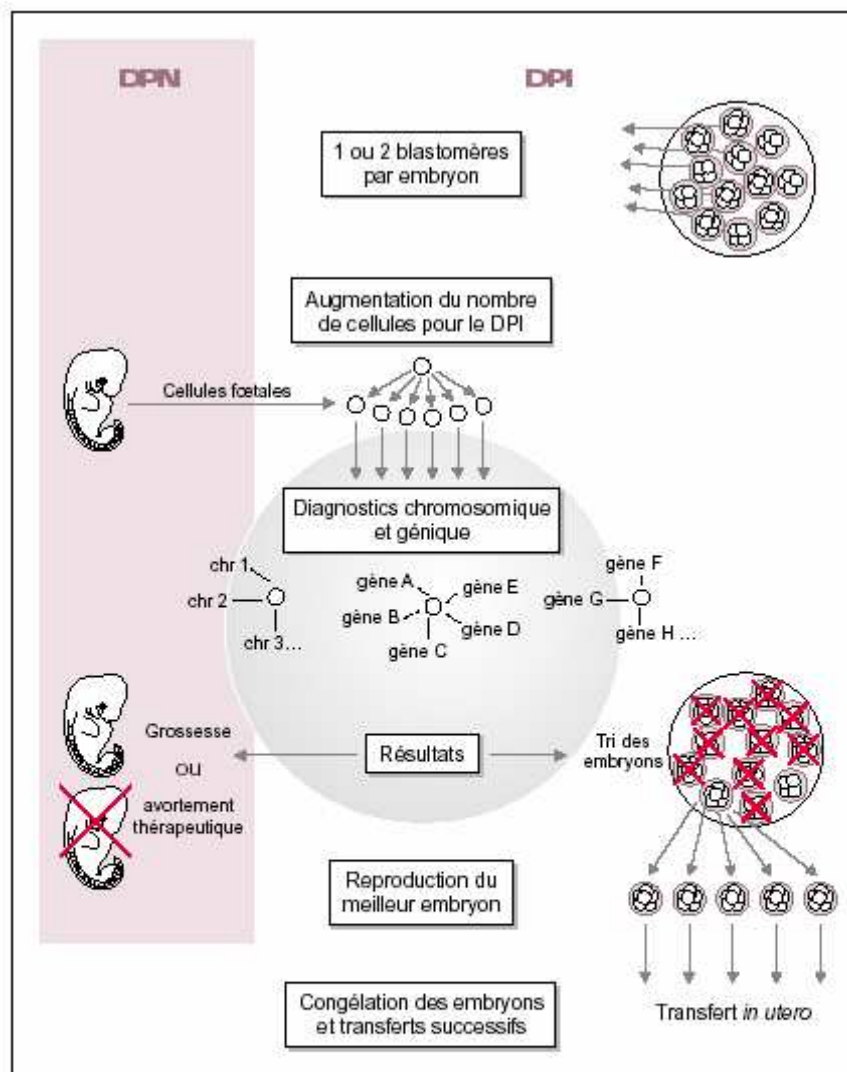 DPN
DPI
1 ou 2 blastomères
par embryon
Augmentation du nombre
de cellules pour le DPI
Cellules fœtales
Diagnostics chromosomique
et génique
chr 1
chr 2
chr 3...
gène A
gène B
gène C
gène E
gène D
gène F
gène G
gène H ...
Grossesse
ou
avortement
thérapeutique
Résultats
Tri des
embryons
Reproduction du
meilleur embryon
Congélation des embryons
et transferts successifs
Transfert in utero